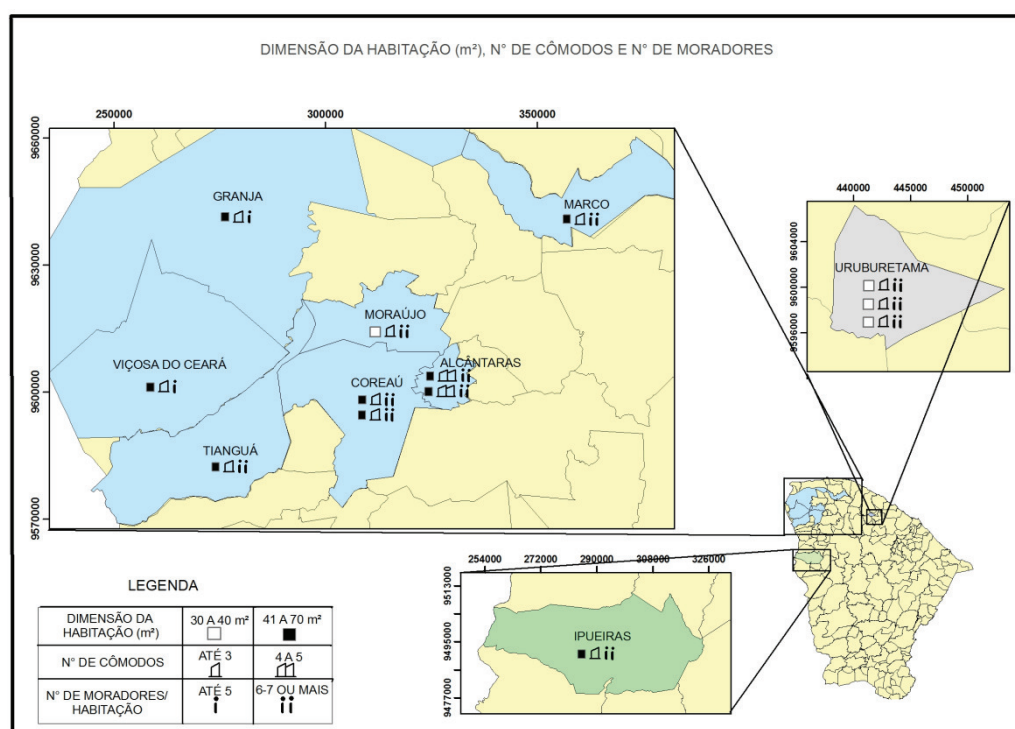 DIMENSÃO DA HABITAÇÃO (m²), N° DE CÔMODOS E N° DE MORADORES
250000 300000 350000
9660000
9630000
9600000
9570000
GRANJA
MARCO
MORAÚJO
VIÇOSA DO CEARÁ
ALCÂNTARAS
COREAÚ
TIANGUÁ
440000 445000 450000
9604000
9600000
9596000
URUBURETAMA
254000 272000 290000 308000 326000
9513000
9495000
9477000
IPUEIRAS
LEGENDA
DIMENSÃO DA HABITAÇÃO (m²) 30 A 40 m² 41 A 70 m²
N° DE CÔMODOS ATÉ 3 4 A 5
N° DE MORADORES/ HABITAÇÃO ATÉ 5 6-7 OU MAIS